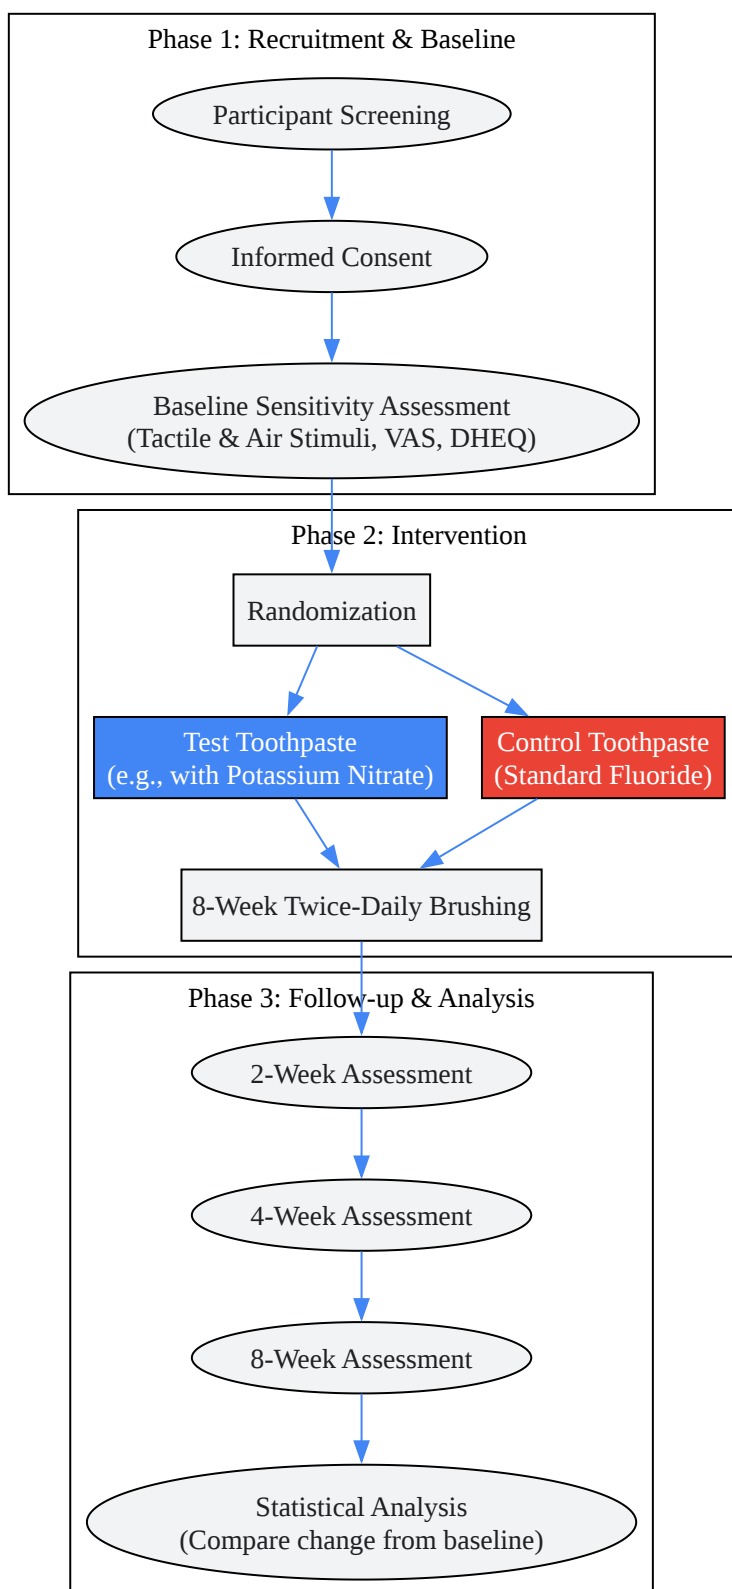 Phase 1: Recruitment & Baseline
Participant Screening
Informed Consent
Baseline Sensitivity Assessment
(Tactile & Air Stimuli, VAS, DHEQ)
Phase 2: Intervention
Randomization
Test Toothpaste
(e.g., with Potassium Nitrate)
Control Toothpaste
(Standard Fluoride)
8-Week Twice-Daily Brushing
Phase 3: Follow-up & Analysis
2-Week Assessment
4-Week Assessment
8-Week Assessment
Statistical Analysis
(Compare change from baseline)